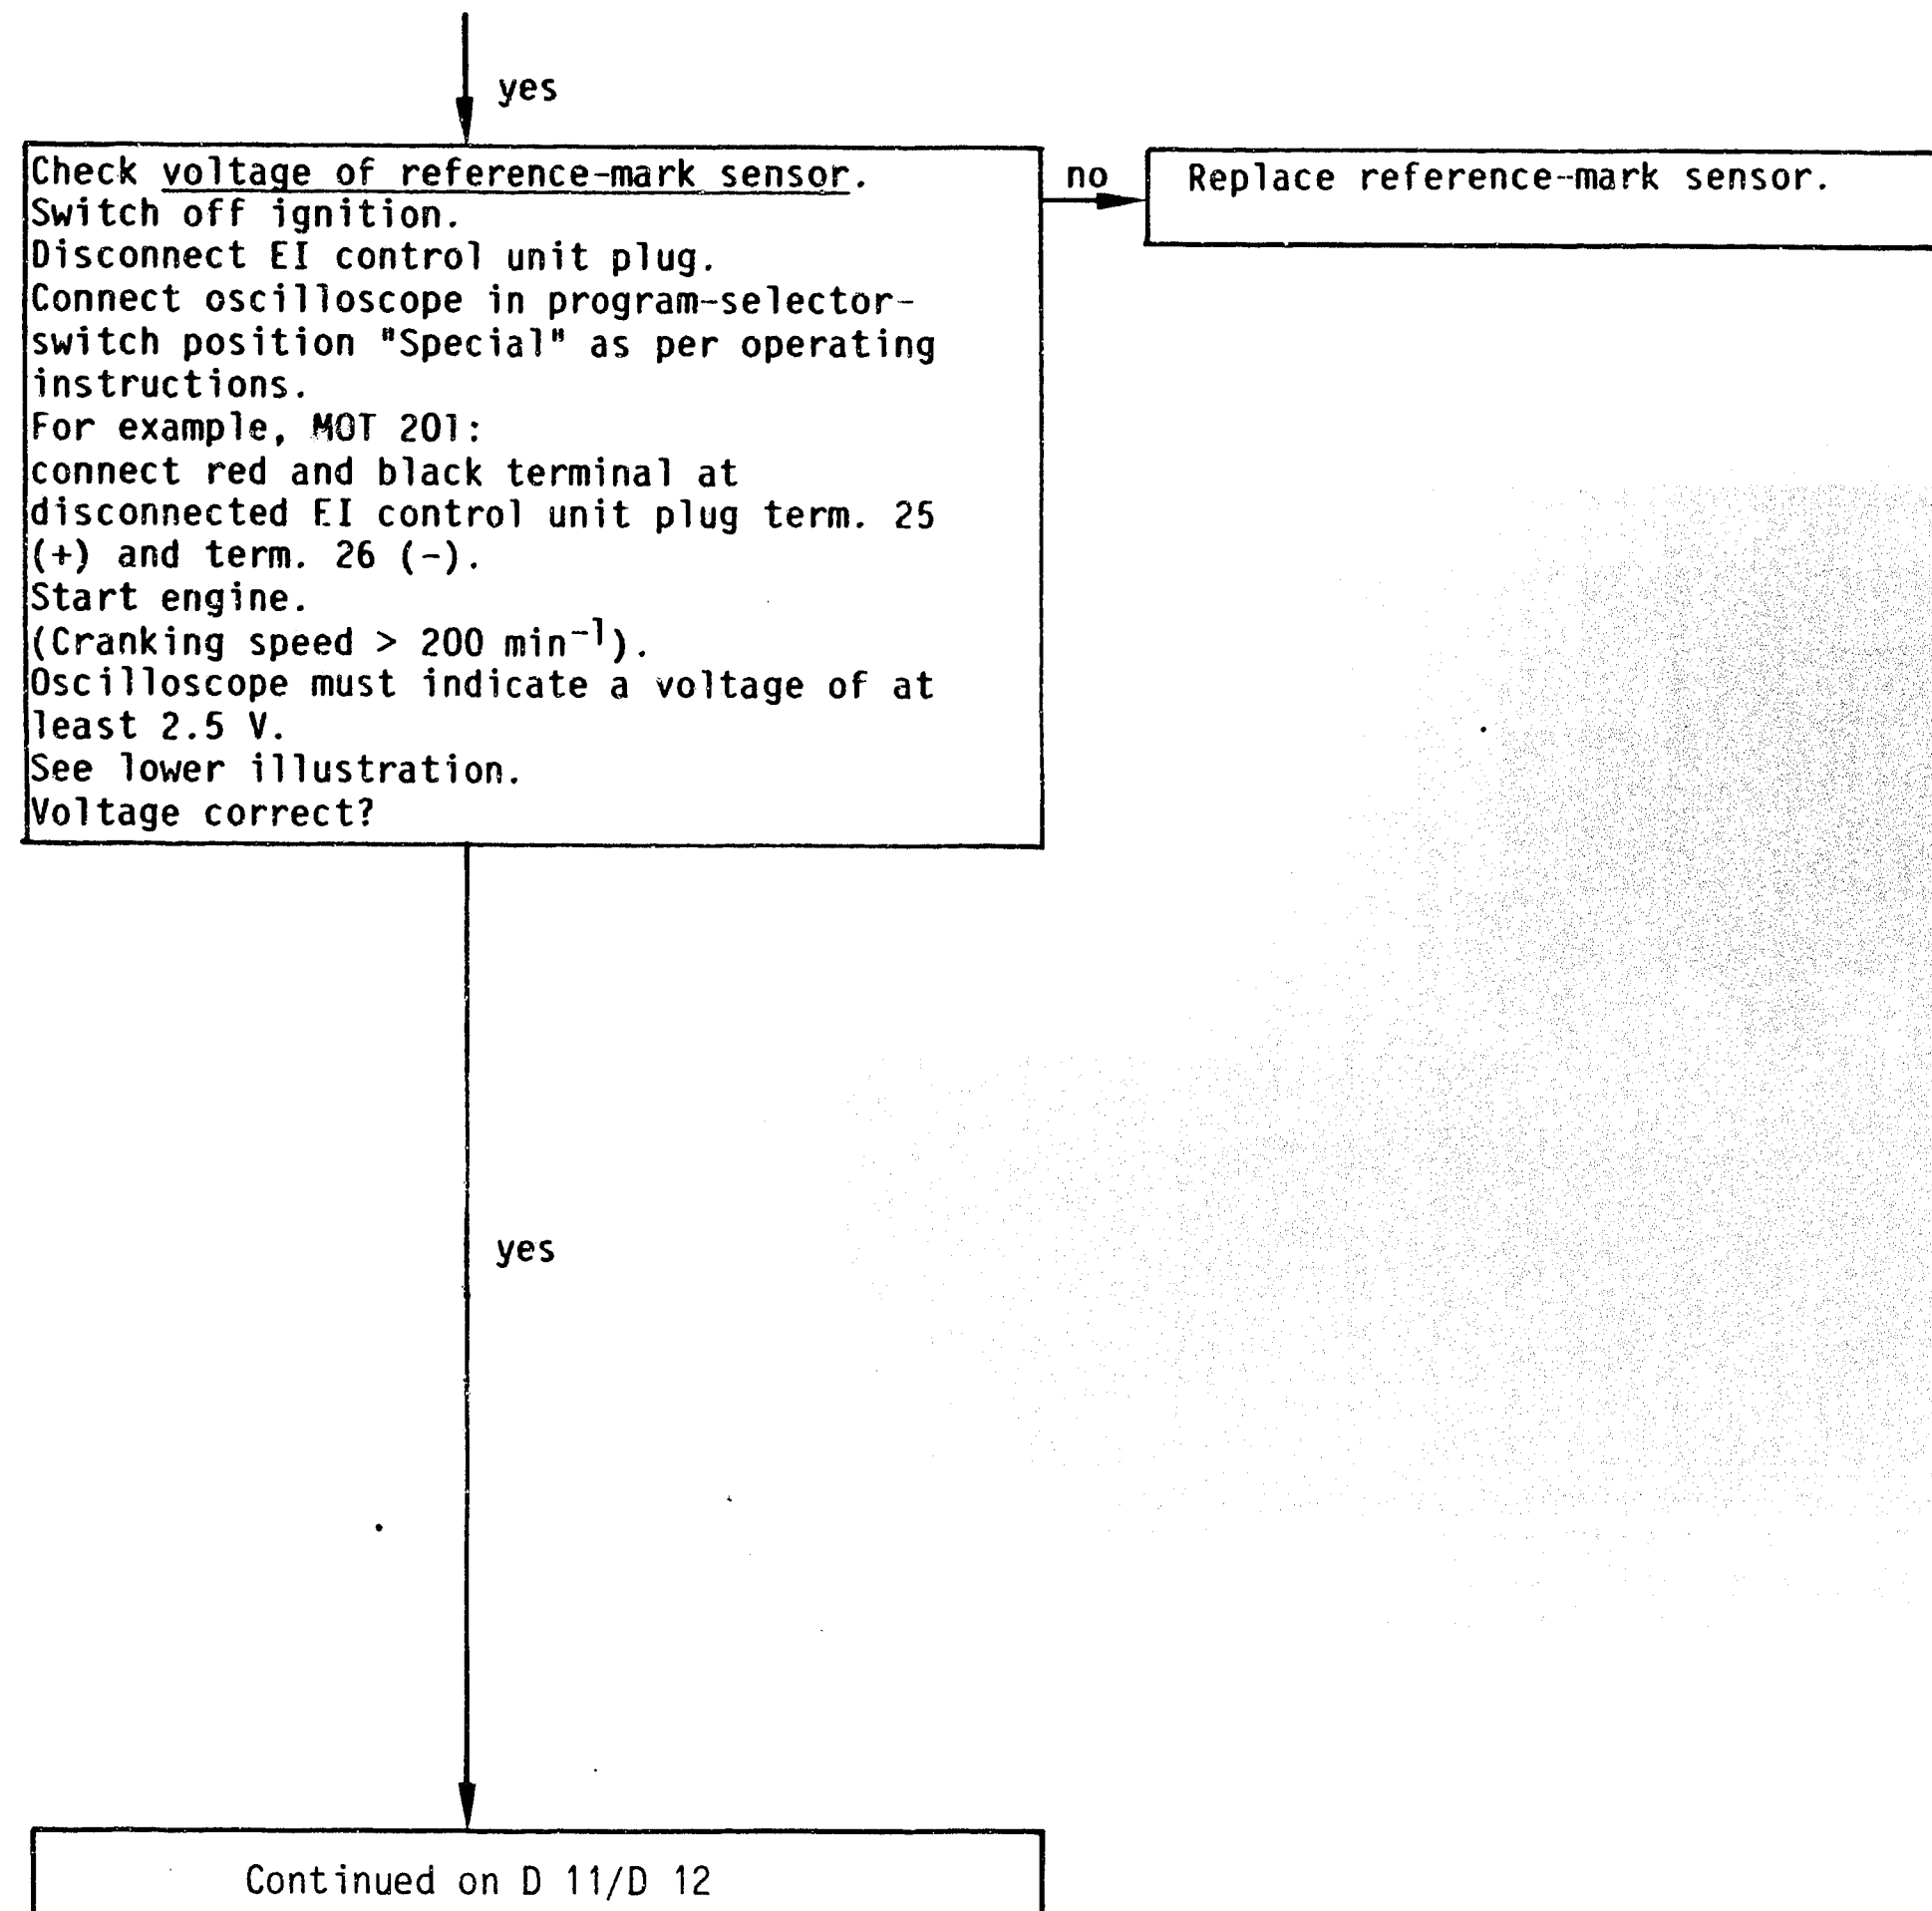 yes
Check voltage of reference-mark sensor.
Switch off ignition.
Disconnect EI control unit plug.
Connect oscilloscope in program-selector-
switch position "Special" as per operating
instructions.
For example, MOT 201:
connect red and black terminal at
disconnected EI control unit plug term. 25
(+) and term. 26 (-).
Start engine.
(Cranking speed > 200 min⁻¹).
Oscilloscope must indicate a voltage of at
least 2.5 V.
See lower illustration.
Voltage correct?
no
Replace reference-mark sensor.
yes
Continued on D 11/D 12